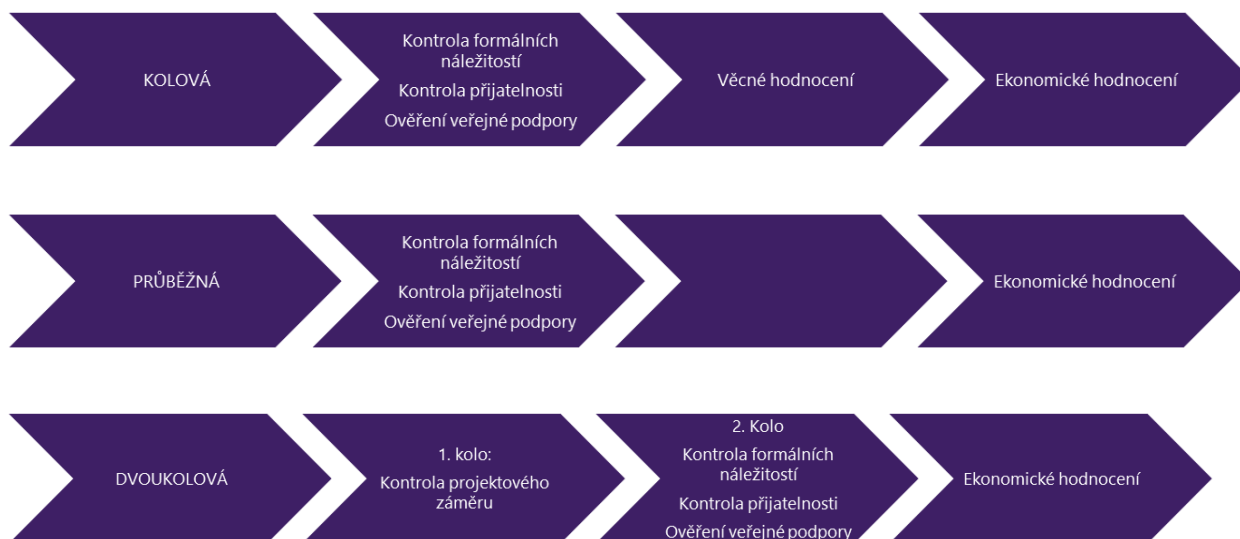 KOLOVÁ
Kontrola formálních
náležitostí
Kontrola přijatelnosti
Ověření veřejné podpory
Věcné hodnocení
Ekonomické hodnocení
PRŮBĚŽNÁ
Kontrola formálních
náležitostí
Kontrola přijatelnosti
Ověření veřejné podpory
Ekonomické hodnocení
DVOUKOLOVÁ
1. kolo:
Kontrola projektového
záměru
2. Kolo
Kontrola formálních
náležitostí
Kontrola přijatelnosti
Ověření veřejné podpory
Ekonomické hodnocení